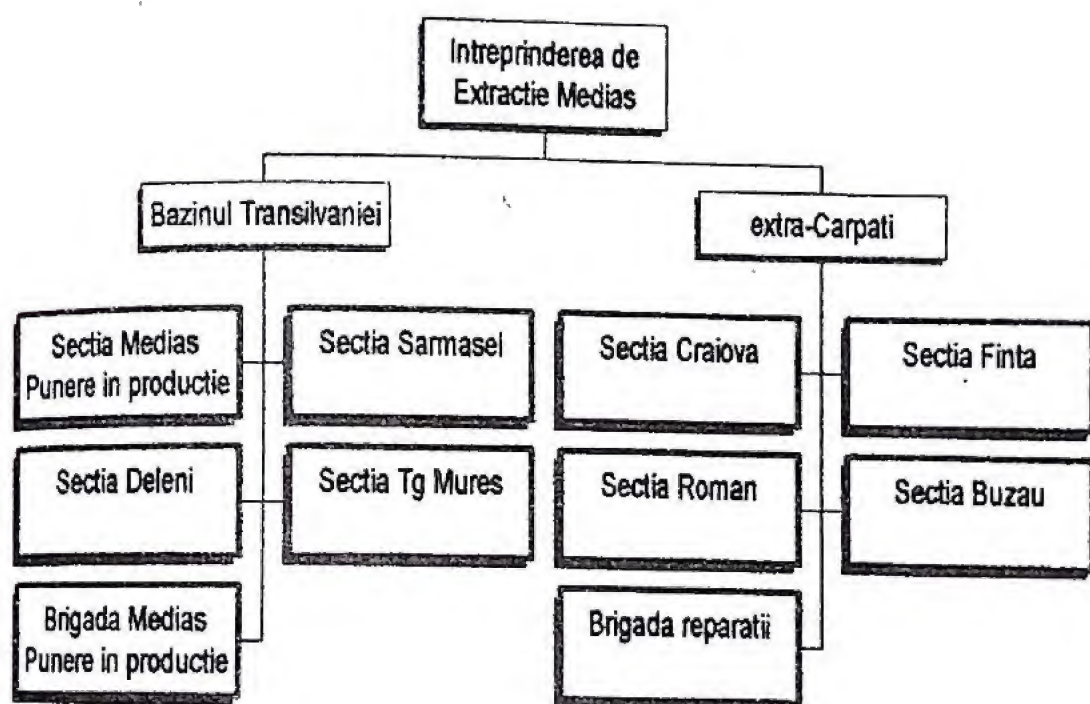 Intreprinderea de
Extractie Medias
Bazinul Transilvaniei
extra-Carpati
Sectia Medias
Punere in productie
Sectia Sarmasel
Sectia Craiova
Sectia Finta
Sectia Deleni
Sectia Tg Mures
Sectia Roman
Sectia Buzau
Brigada Medias
Punere in productie
Brigada reparatii